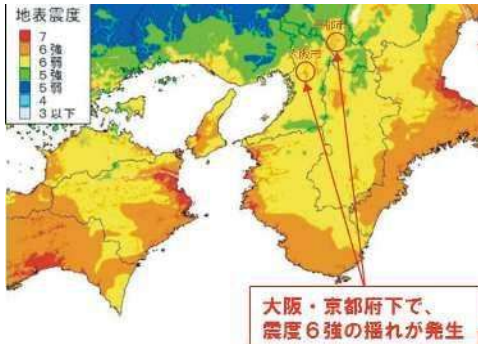 地表震度
7
6強
6弱
5強
5弱
4
3以下
京都市
大阪市
大阪・京都府下で、
震度6強の揺れが発生